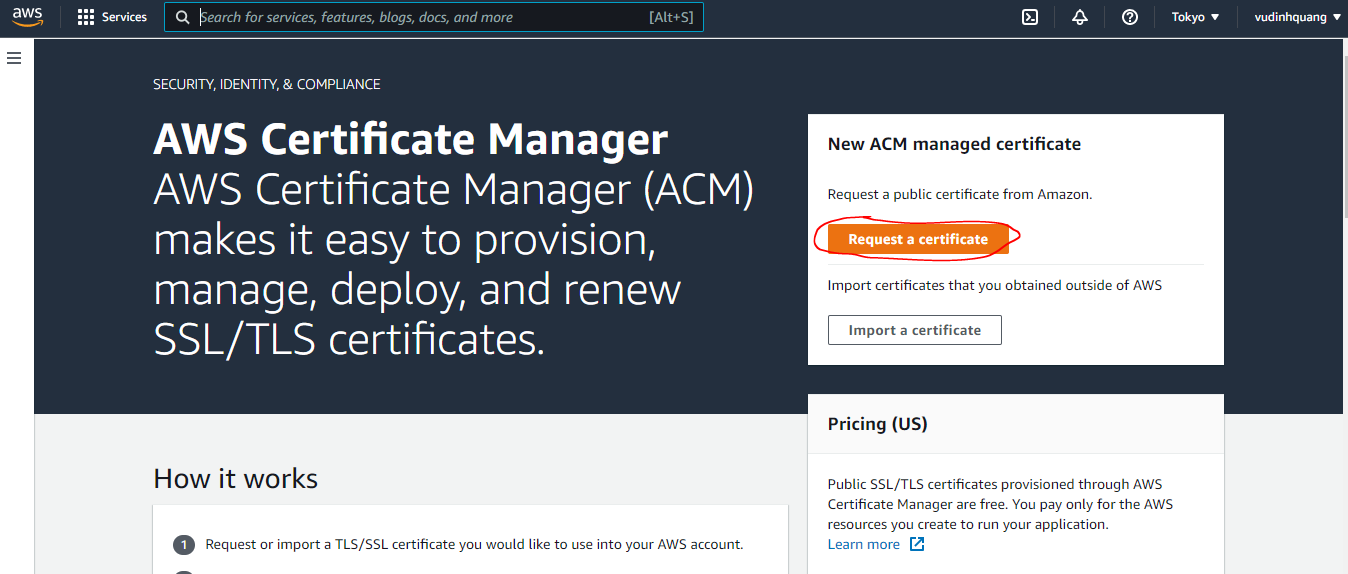 aws
Services
Search for services, features, blogs, docs, and more
[Alt+S]
Tokyo
vudinhquang
SECURITY, IDENTITY, & COMPLIANCE
AWS Certificate Manager
AWS Certificate Manager (ACM)
makes it easy to provision,
manage, deploy, and renew
SSL/TLS certificates.
New ACM managed certificate
Request a public certificate from Amazon.
Request a certificate
Import certificates that you obtained outside of AWS
Import a certificate
Pricing (US)
Public SSL/TLS certificates provisioned through AWS
Certificate Manager are free. You pay only for the AWS
resources you create to run your application.
Learn more
How it works
1 Request or import a TLS/SSL certificate you would like to use into your AWS account.